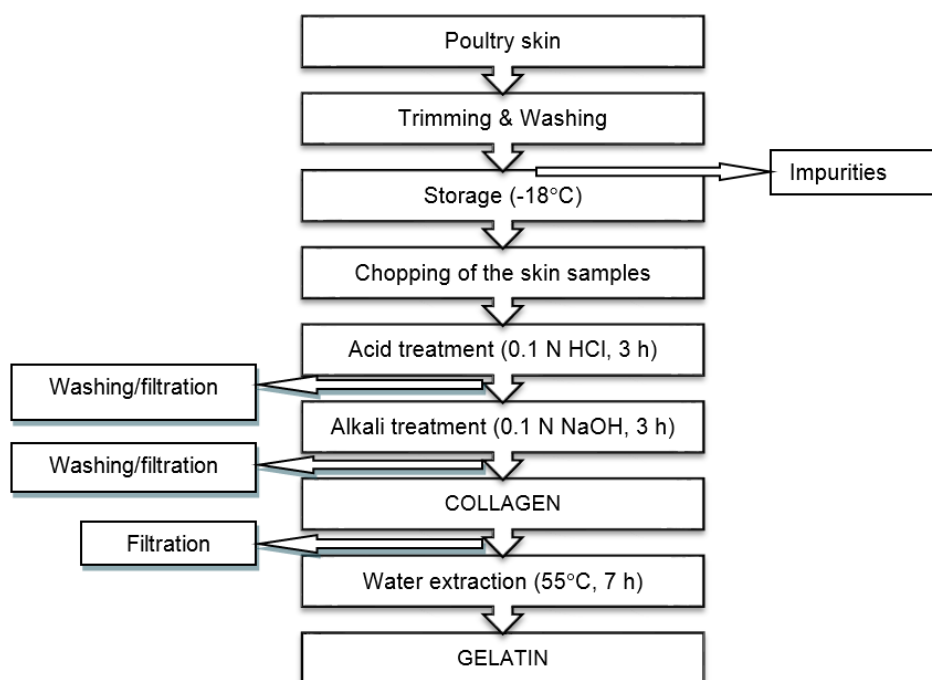 Poultry skin
Trimming & Washing
Impurities
Storage (-18°C)
Chopping of the skin samples
Acid treatment (0.1 N HCl, 3 h)
Washing/filtration
Alkali treatment (0.1 N NaOH, 3 h)
Washing/filtration
COLLAGEN
Filtration
Water extraction (55°C, 7 h)
GELATIN